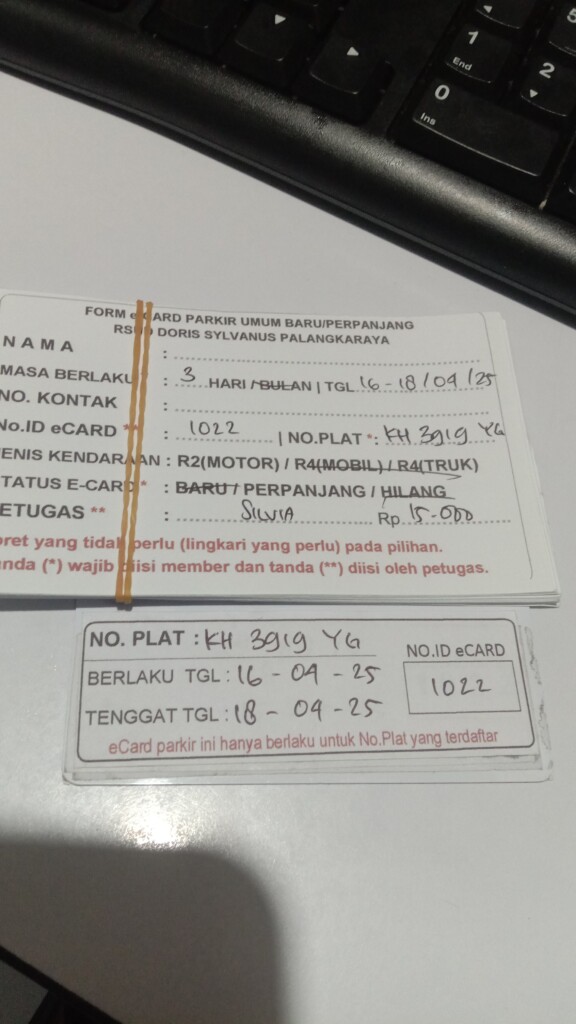 1
End
2
0
Ins
FORM eCARD PARKIR UMUM BARU/PERPANJANG
RSUD DORIS SYLVANUS PALANGKARAYA
NAMA :
MASA BERLAKU : 3 HARI / BULAN | TGL 16 - 18 / 04 / 25
NO. KONTAK :
No.ID eCARD ** : 1022 | NO.PLAT *: KH 3919 YG
ENIS KENDARAAN : R2(MOTOR) / R4(MOBIL) / R4(TRUK)
TATUS E-CARD * : BARU / PERPANJANG / HILANG
ETUGAS ** : SILVIA Rp 15.000
oret yang tidak perlu (lingkari yang perlu) pada pilihan.
nda (*) wajib diisi member dan tanda (**) diisi oleh petugas.
NO. PLAT : KH 3919 YG
NO.ID eCARD
BERLAKU TGL : 16 - 04 - 25
1022
TENGGAT TGL : 18 - 04 - 25
eCard parkir ini hanya berlaku untuk No.Plat yang terdaftar